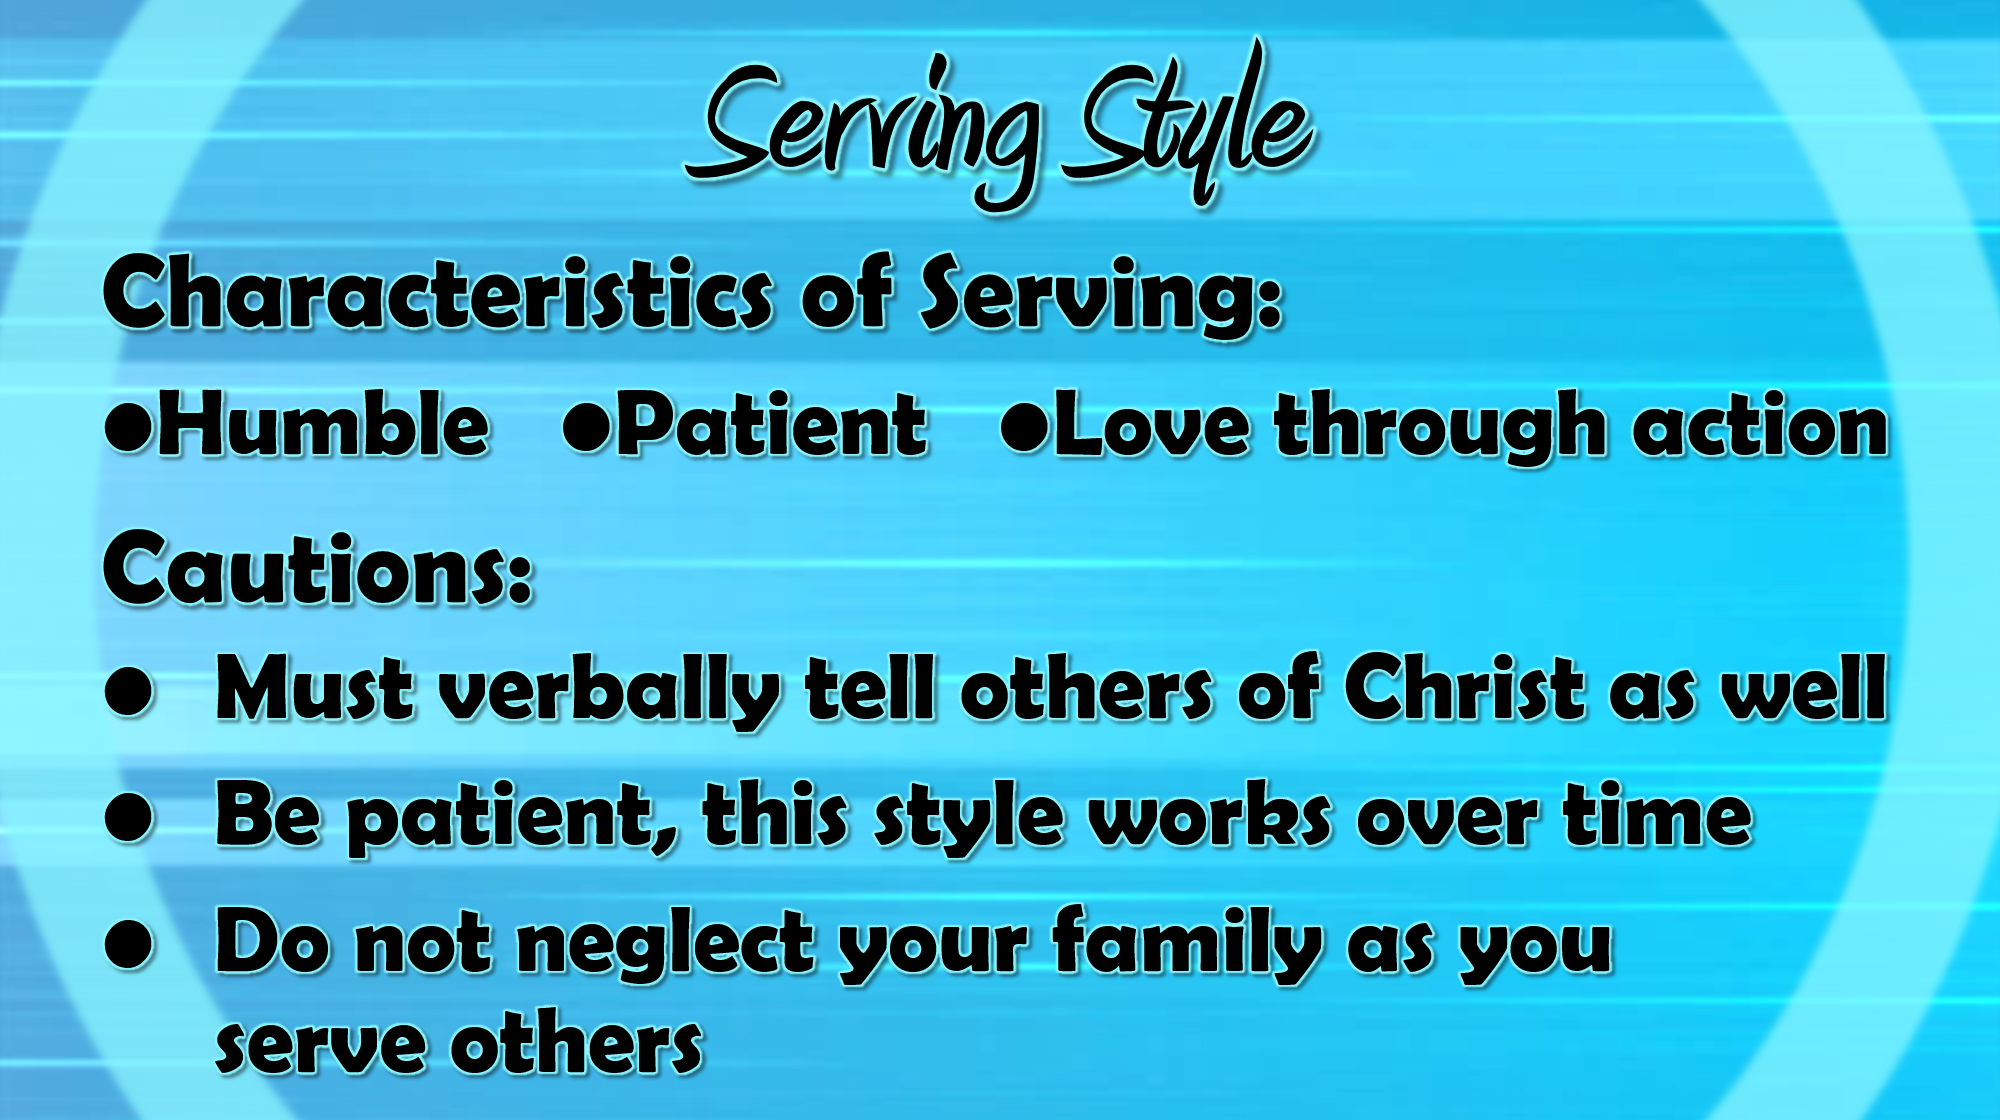 Serving Style
Characteristics of Serving:
●Humble ●Patient ●Love through action
Cautions:
● Must verbally tell others of Christ as well
● Be patient, this style works over time
● Do not neglect your family as you
serve others